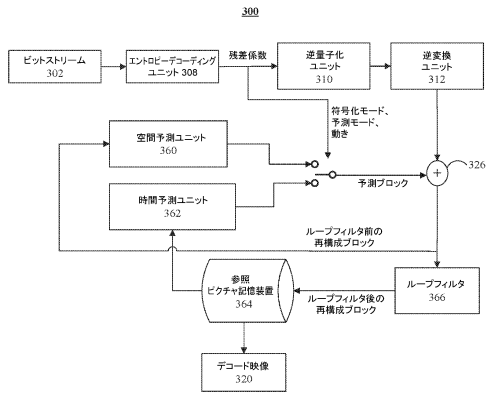 300
ビットストリーム
302
エントロピーデコーディング
ユニット 308
残差係数
逆量子化
ユニット
310
逆変換
ユニット
312
符号化モード、
予測モード、
動き
空間予測ユニット
360
時間予測ユニット
362
予測ブロック
+
326
ループフィルタ前の
再構成ブロック
参照
ピクチャ記憶装置
364
ループフィルタ後の
再構成ブロック
ループフィルタ
366
デコード映像
320